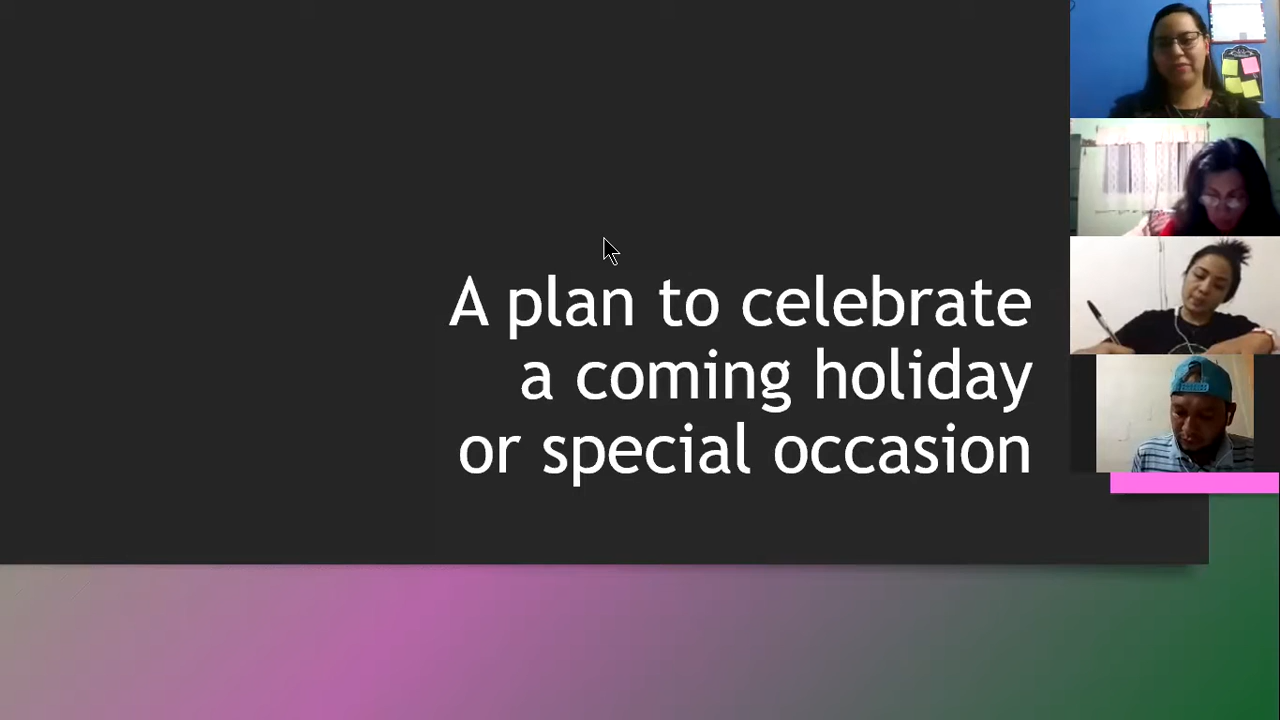 A plan to celebrate
a coming holiday
or special occasion